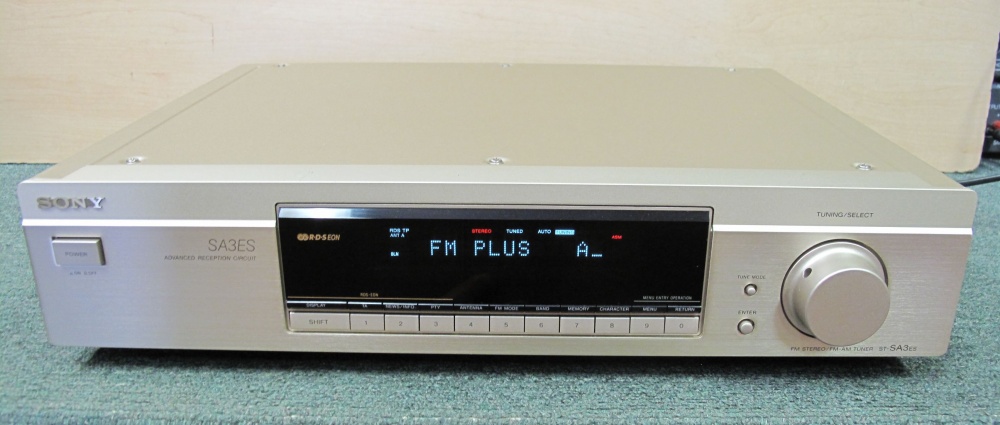 SONY
TUNING/SELECT
SA3ES
ADVANCED RECEPTION CIRCUIT
POWER
R·D·S EON
RDS TP
ANT A
STEREO TUNED AUTO
FM PLUS A_
TUNE MODE
ENTER
RDS-EON
MENU ENTRY OPERATION
DISPLAY TA NEWS/INFO PTY ANTENNA FM MODE BAND MEMORY CHARACTER MENU RETURN
SHIFT 1 2 3 4 5 6 7 8 9 0
FM STEREO/FM-AM TUNER ST-SA3ES